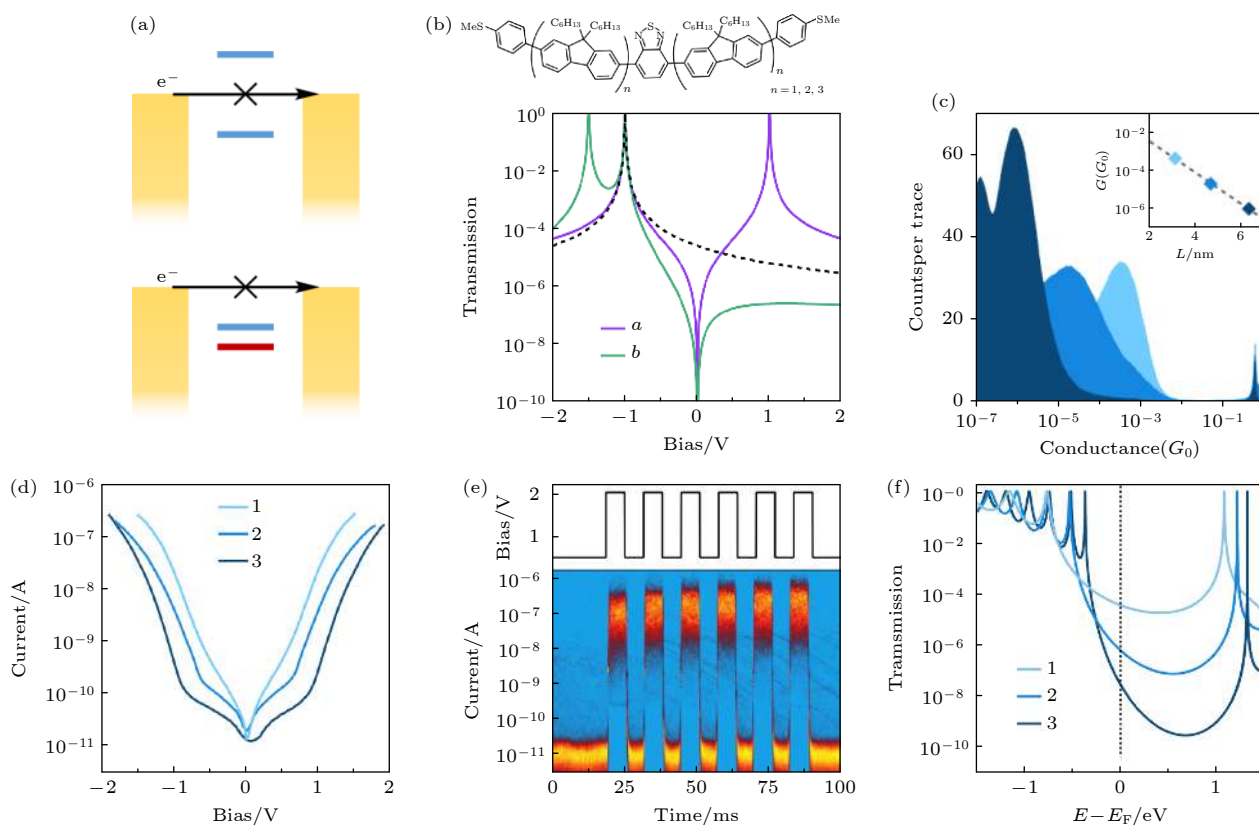 (a)
e⁻
e⁻
(b)
MeS
C₆H₁₃ C₆H₁₃
N S N
C₆H₁₃ C₆H₁₃
SMe
n
n
n=1, 2, 3
Transmission
10⁰
10⁻²
10⁻⁴
10⁻⁶
10⁻⁸
10⁻¹⁰
a
b
−2 −1 0 1 2
Bias/V
(c)
Countsper trace
60
40
20
0
10⁻⁷ 10⁻⁵ 10⁻³ 10⁻¹
Conductance(G₀)
G(G₀)
10⁻²
10⁻⁴
10⁻⁶
2 4 6
L/nm
(d)
Current/A
10⁻⁶
10⁻⁷
10⁻⁸
10⁻⁹
10⁻¹⁰
10⁻¹¹
1
2
3
−2 −1 0 1 2
Bias/V
(e)
Bias/V
2
1
Current/A
10⁻⁶
10⁻⁷
10⁻⁸
10⁻⁹
10⁻¹⁰
10⁻¹¹
0 25 50 75 100
Time/ms
(f)
Tramsmission
10⁻⁰
10⁻²
10⁻⁴
10⁻⁶
10⁻⁸
10⁻¹⁰
1
2
3
−1 0 1
E−E_F/eV